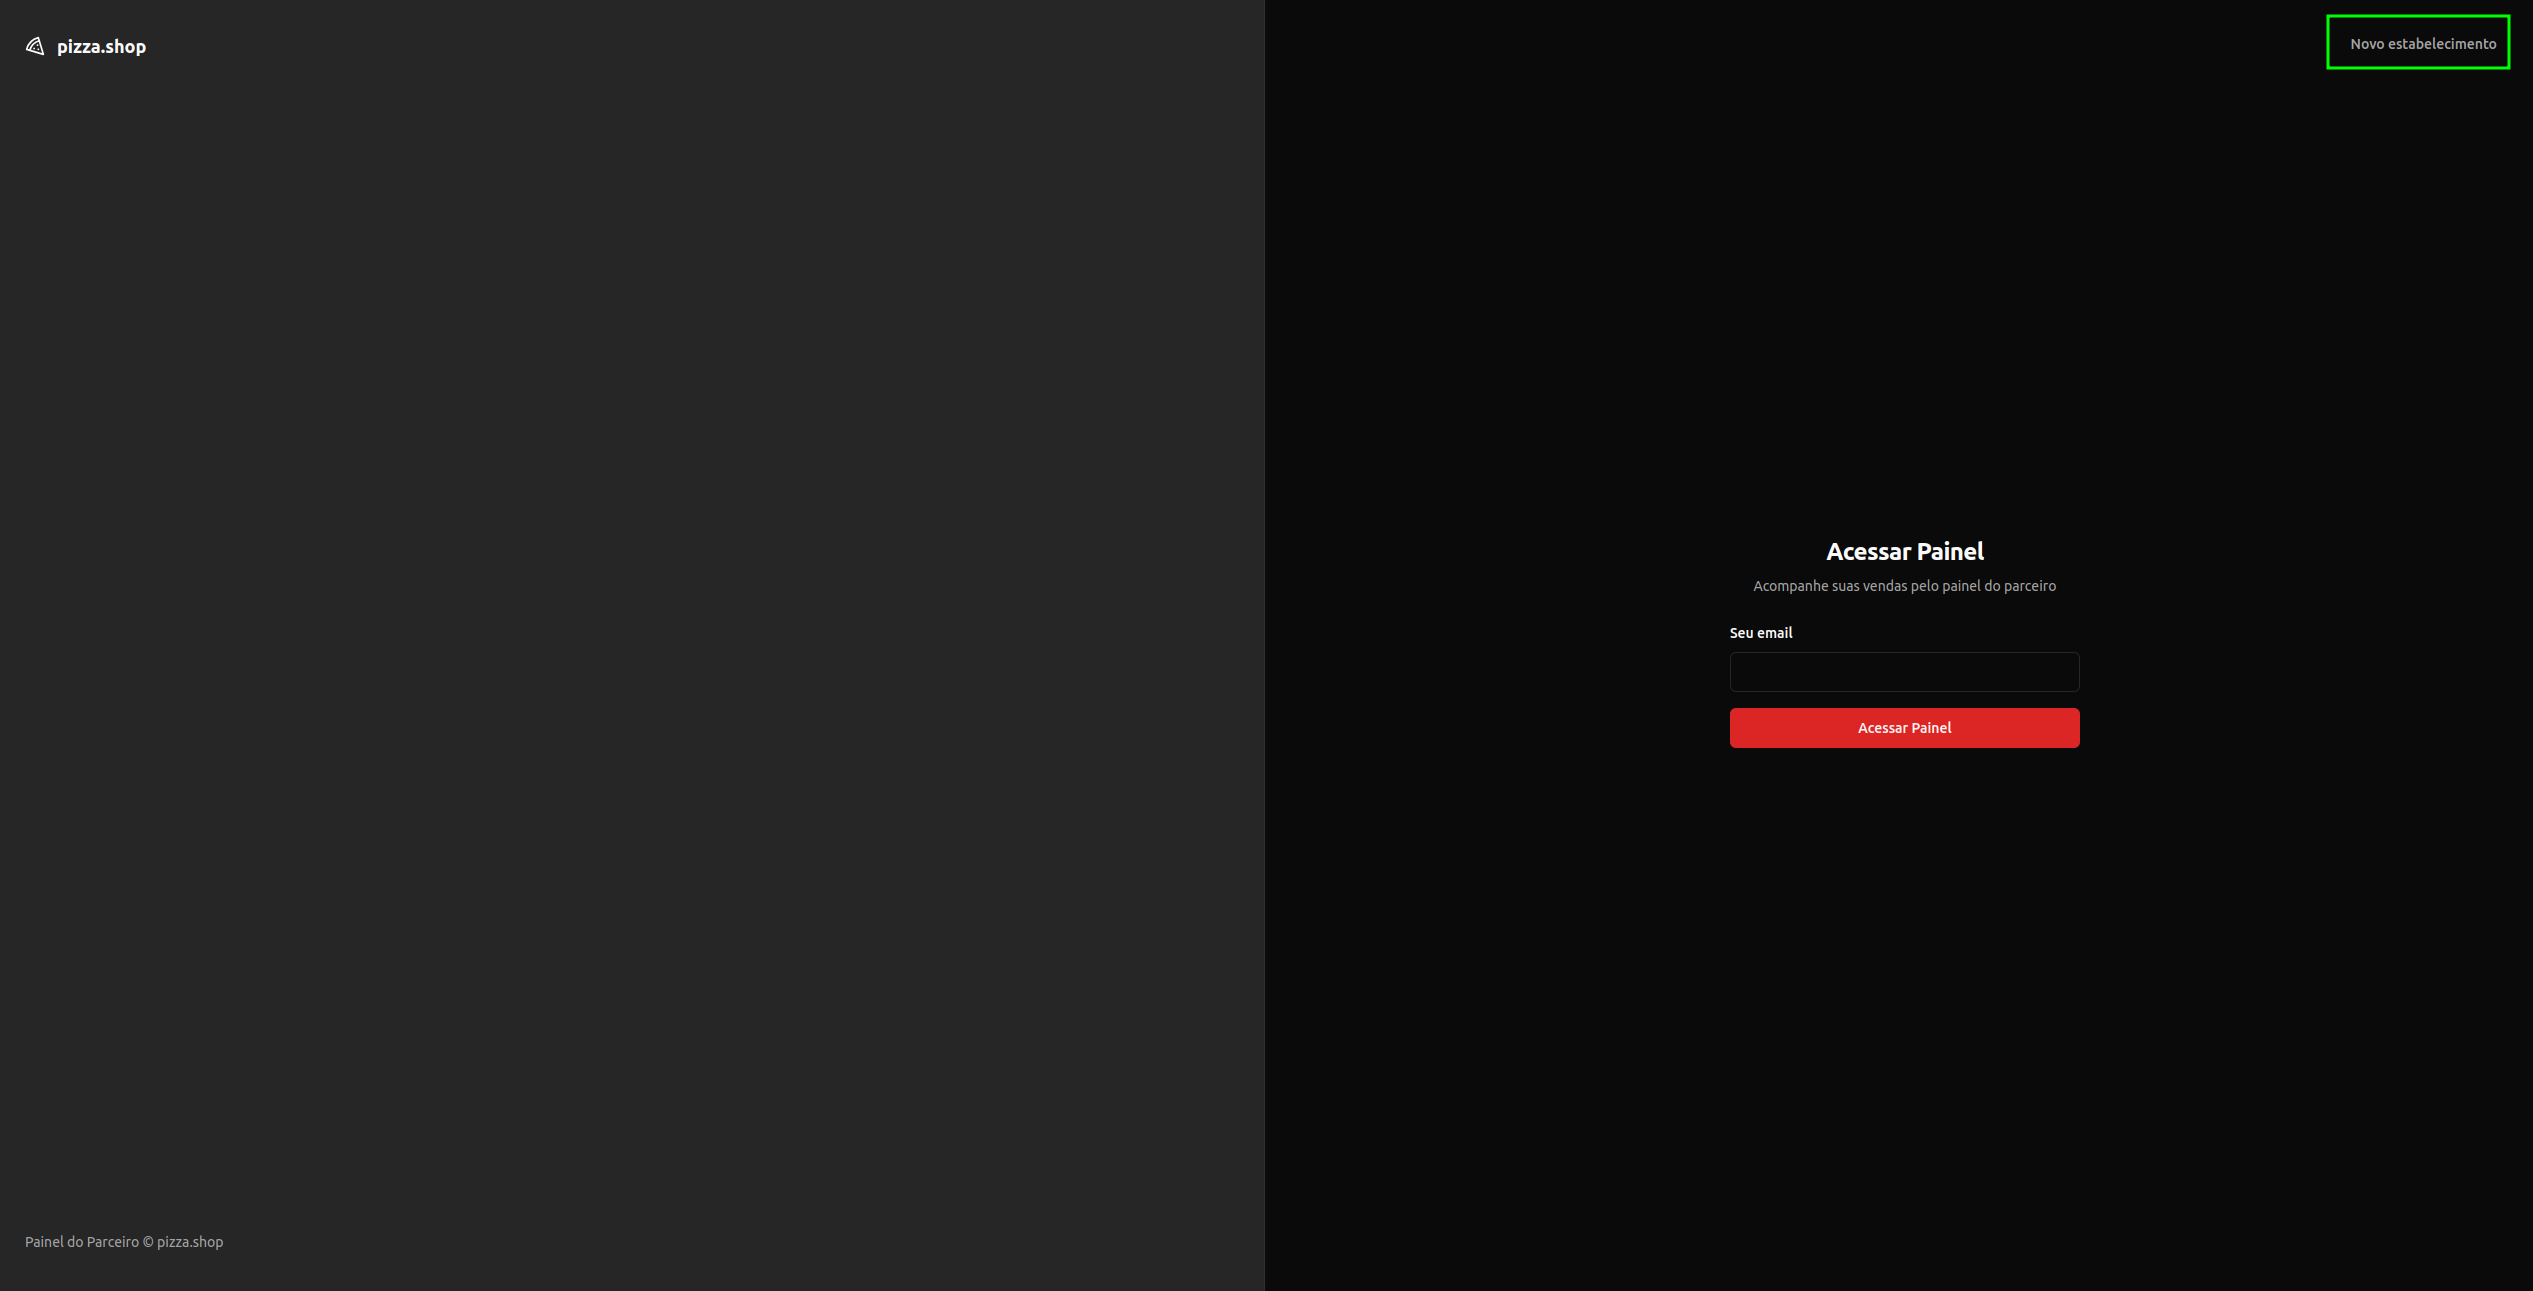 pizza.shop
Novo estabelecimento
Acessar Painel
Acompanhe suas vendas pelo painel do parceiro
Seu email
Acessar Painel
Painel do Parceiro © pizza.shop